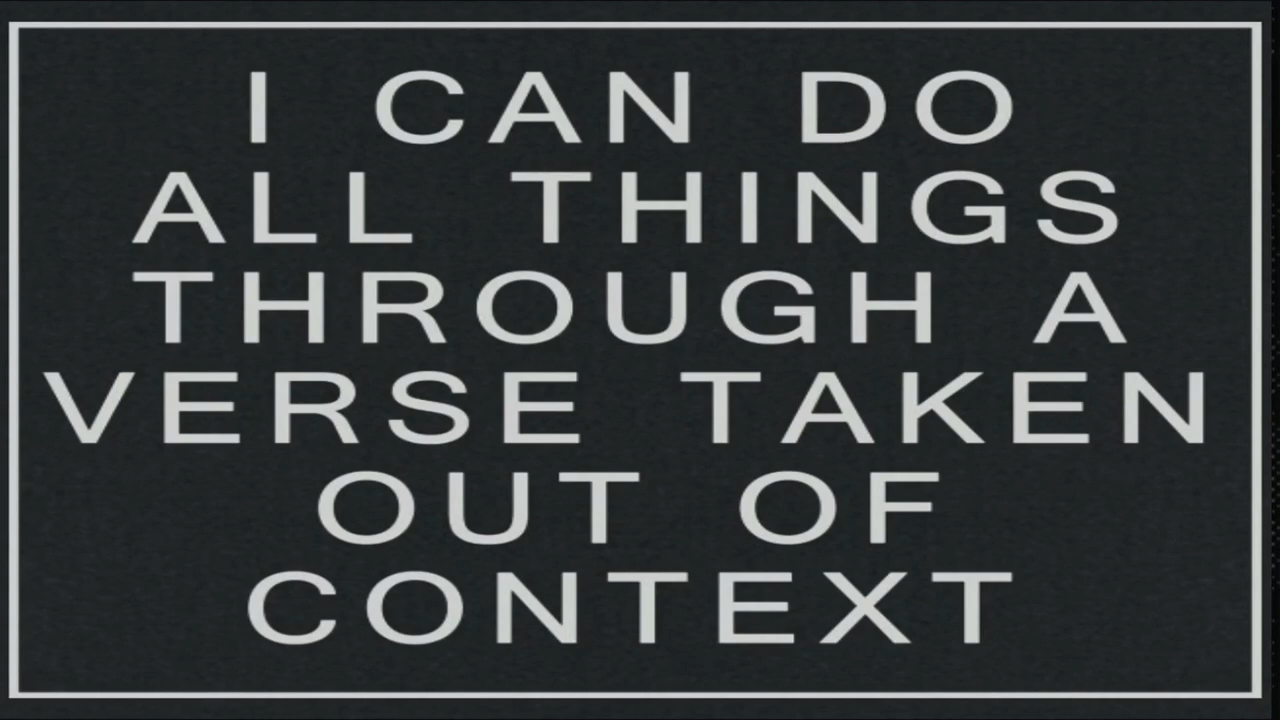 I CAN DO
ALL THINGS
THROUGH A
VERSE TAKEN
OUT OF
CONTEXT